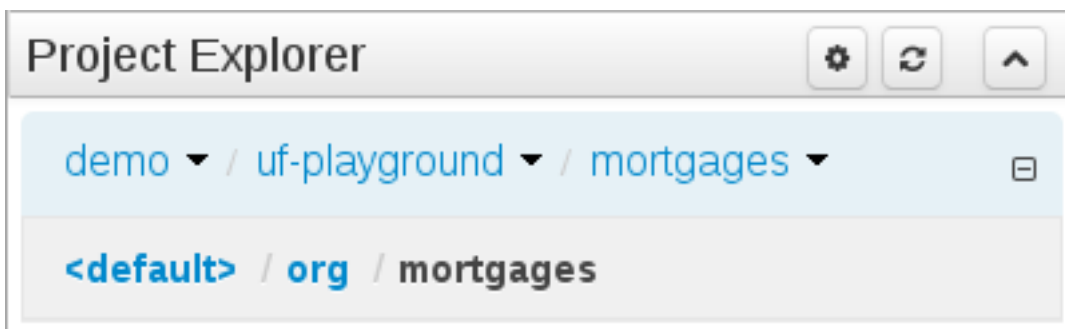 Project Explorer
demo / uf-playground / mortgages
<default> / org / mortgages